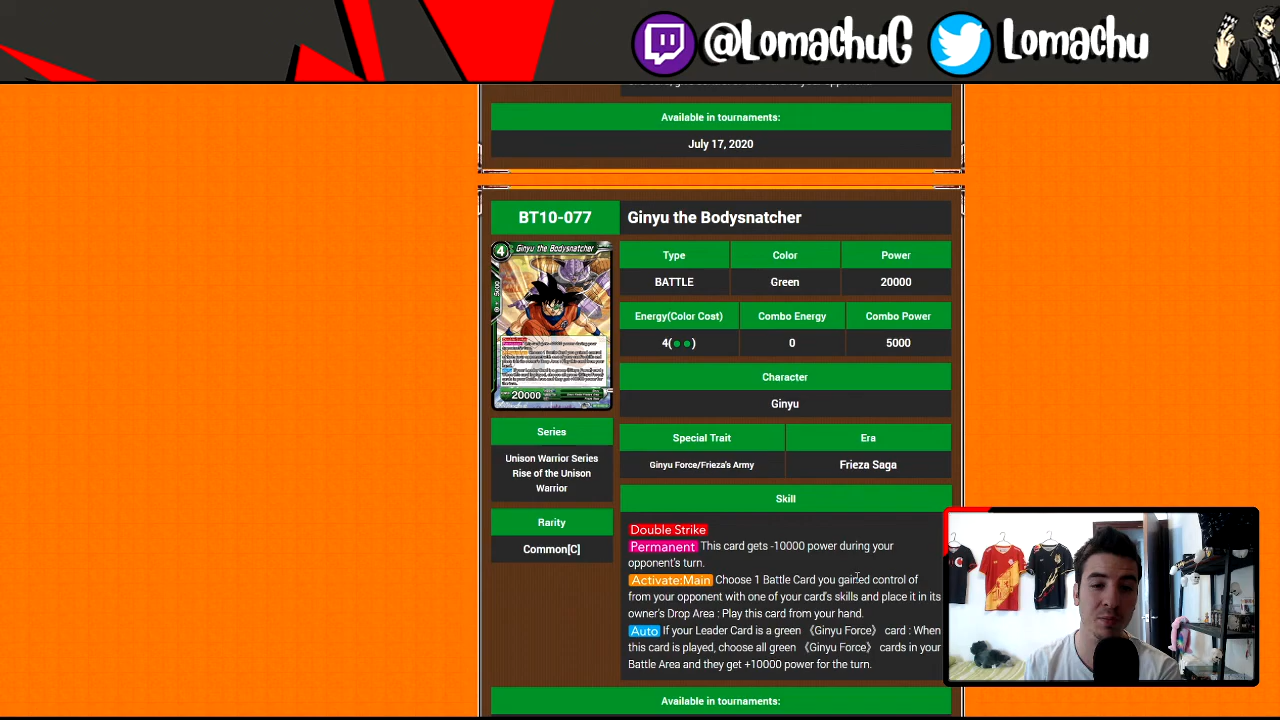 @LomachuG Lomachu
Available in tournaments:
July 17, 2020
BT10-077 Ginyu the Bodysnatcher
4 Ginyu the Bodysnatcher
20000
Type Color Power
BATTLE Green 20000
Energy(Color Cost) Combo Energy Combo Power
4( ) 0 5000
Character
Ginyu
Series
Unison Warrior Series
Rise of the Unison
Warrior
Special Trait Era
Ginyu Force/Frieza's Army Frieza Saga
Rarity
Common[C]
Skill
Double Strike
Permanent This card gets -10000 power during your
opponent's turn.
Activate:Main Choose 1 Battle Card you gained control of
from your opponent with one of your card's skills and place it in its
owner's Drop Area : Play this card from your hand.
Auto If your Leader Card is a green 《Ginyu Force》 card : When
this card is played, choose all green 《Ginyu Force》 cards in your
Battle Area and they get +10000 power for the turn.
Available in tournaments: